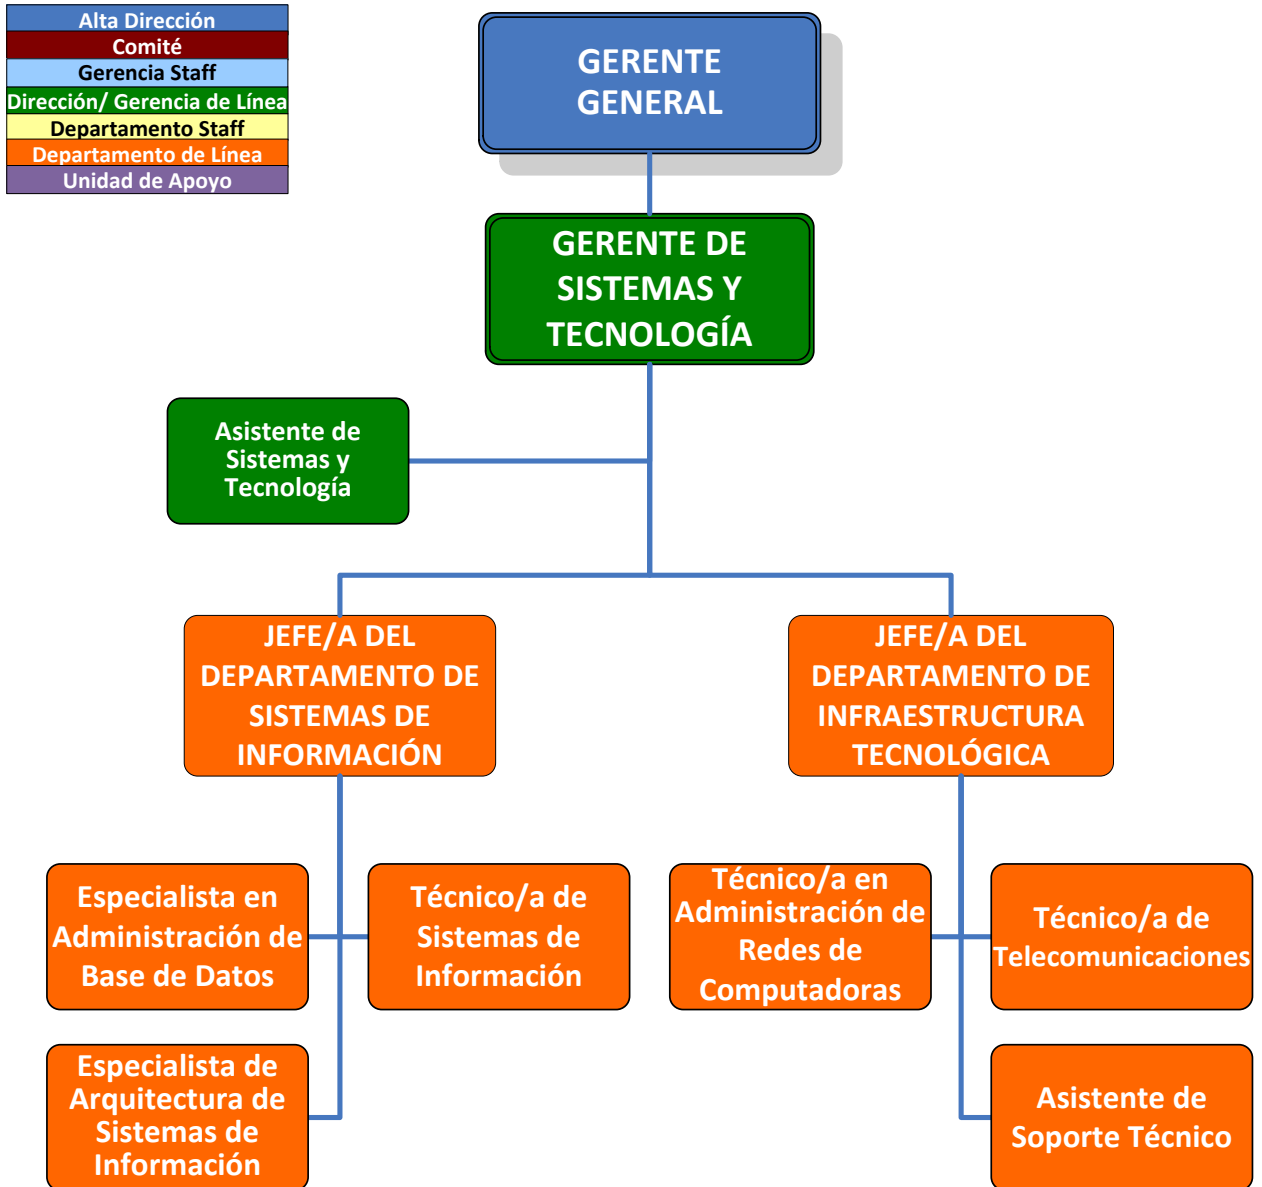 Alta Dirección
Comité
Gerencia Staff
Dirección/ Gerencia de Línea
Departamento Staff
Departamento de Línea
Unidad de Apoyo
GERENTE
GENERAL
GERENTE DE
SISTEMAS Y
TECNOLOGÍA
Asistente de
Sistemas y
Tecnología
JEFE/A DEL
DEPARTAMENTO DE
SISTEMAS DE
INFORMACIÓN
JEFE/A DEL
DEPARTAMENTO DE
INFRAESTRUCTURA
TECNOLÓGICA
Especialista en
Administración de
Base de Datos
Técnico/a de
Sistemas de
Información
Técnico/a en
Administración de
Redes de
Computadoras
Técnico/a de
Telecomunicaciones
Especialista de
Arquitectura de
Sistemas de
Información
Asistente de
Soporte Técnico